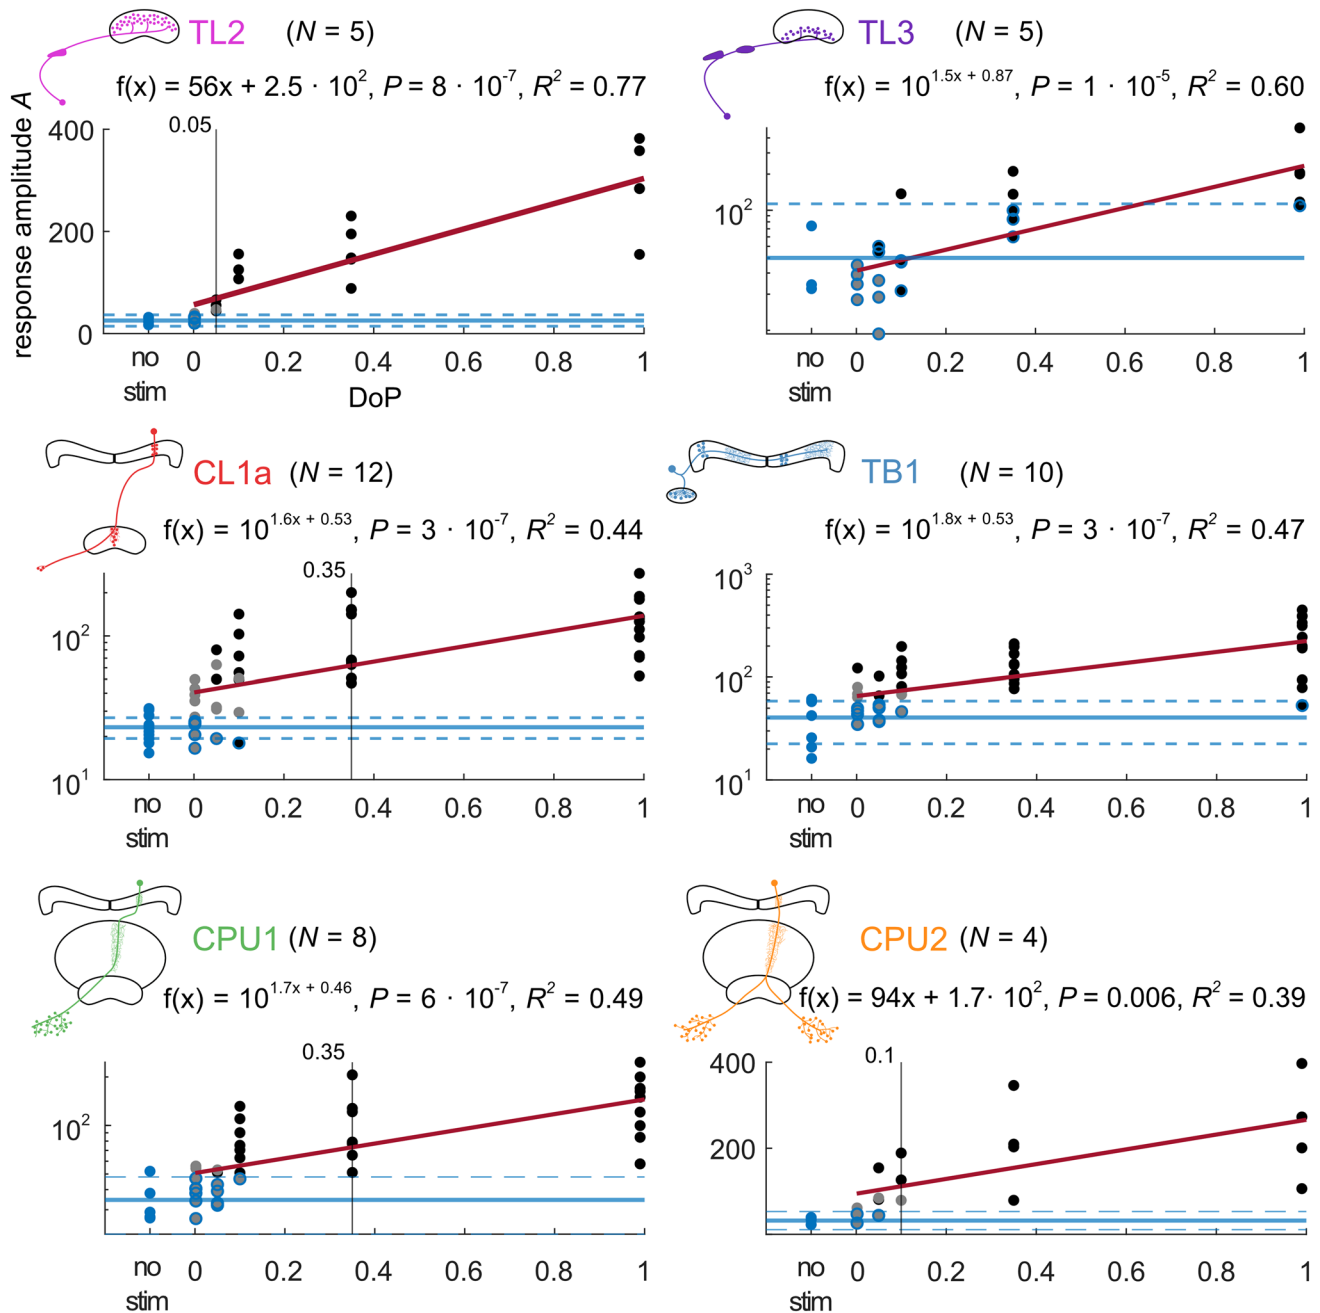 TL2 (N = 5)
f(x) = 56x + 2.5 · 10², P = 8 · 10⁻⁷, R² = 0.77
response amplitude A
400
200
0
0.05
no stim 0 0.2 0.4 0.6 0.8 1
DoP
TL3 (N = 5)
f(x) = 10^1.5x + 0.87, P = 1 · 10⁻⁵, R² = 0.60
10²
no stim 0 0.2 0.4 0.6 0.8 1
CL1a (N = 12)
f(x) = 10^1.6x + 0.53, P = 3 · 10⁻⁷, R² = 0.44
0.35
10²
10¹
no stim 0 0.2 0.4 0.6 0.8 1
TB1 (N = 10)
f(x) = 10^1.8x + 0.53, P = 3 · 10⁻⁷, R² = 0.47
10³
10²
10¹
no stim 0 0.2 0.4 0.6 0.8 1
CPU1 (N = 8)
f(x) = 10^1.7x + 0.46, P = 6 · 10⁻⁷, R² = 0.49
0.35
10²
no stim 0 0.2 0.4 0.6 0.8 1
CPU2 (N = 4)
f(x) = 94x + 1.7· 10², P = 0.006, R² = 0.39
0.1
400
200
no stim 0 0.2 0.4 0.6 0.8 1